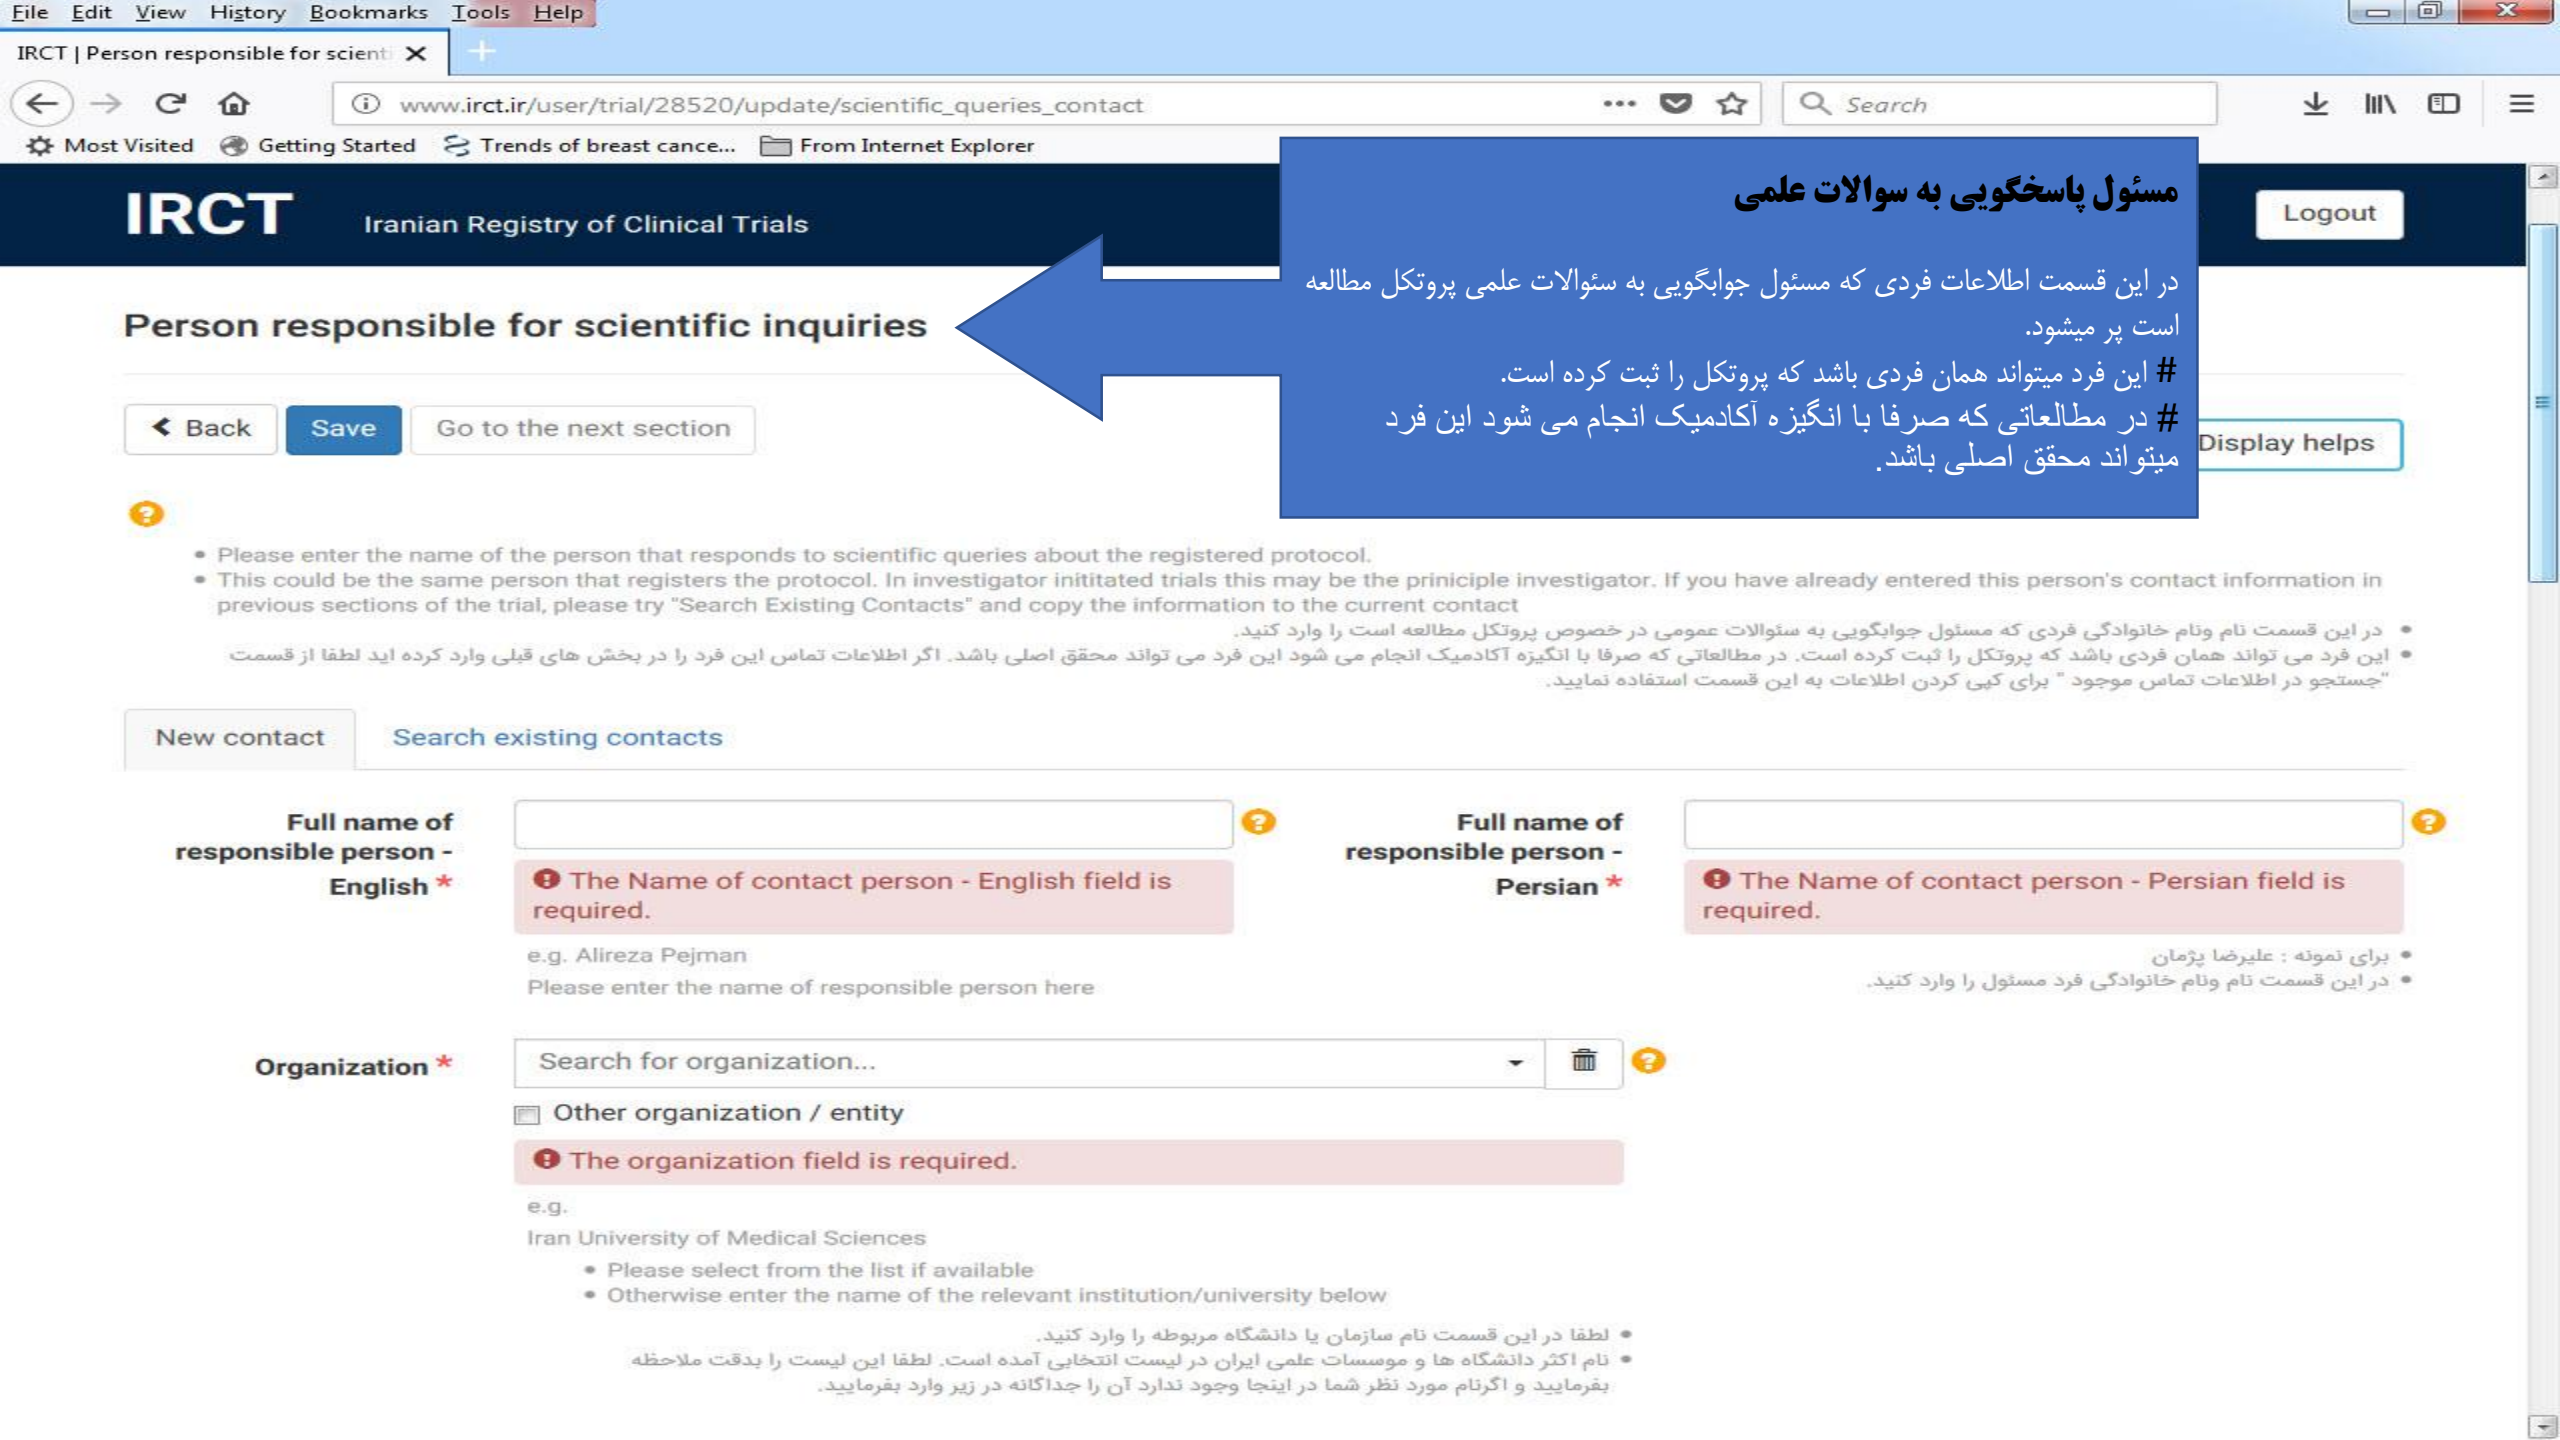 File Edit View History Bookmarks Tools Help
IRCT | Person responsible for scient
www.irct.ir/user/trial/28520/update/scientific_queries_contact
Search
Most Visited Getting Started Trends of breast cance... From Internet Explorer
IRCT Iranian Registry of Clinical Trials
Logout
مسئول پاسخگویی به سوالات علمی
در این قسمت اطلاعات فردی که مسئول جوابگویی به سئوالات علمی پروتکل مطالعه
است پر میشود.
# این فرد میتواند همان فردی باشد که پروتکل را ثبت کرده است.
# در مطالعاتی که صرفا با انگیزه آکادمیک انجام می شود این فرد
میتواند محقق اصلی باشد.
Person responsible for scientific inquiries
Back Save Go to the next section
Display helps
• Please enter the name of the person that responds to scientific queries about the registered protocol.
• This could be the same person that registers the protocol. In investigator inititated trials this may be the priniciple investigator. If you have already entered this person's contact information in
previous sections of the trial, please try "Search Existing Contacts" and copy the information to the current contact
• در این قسمت نام ونام خانوادگی فردی که مسئول جوابگویی به سئوالات عمومی در خصوص پروتکل مطالعه است را وارد کنید.
• این فرد می تواند همان فردی باشد که پروتکل را ثبت کرده است. در مطالعاتی که صرفا با انگیزه آکادمیک انجام می شود این فرد می تواند محقق اصلی باشد. اگر اطلاعات تماس این فرد را در بخش های قبلی وارد کرده اید لطفا از قسمت
"جستجو در اطلاعات تماس موجود " برای کپی کردن اطلاعات به این قسمت استفاده نمایید.
New contact Search existing contacts
Full name of
responsible person -
English *
The Name of contact person - English field is
required.
e.g. Alireza Pejman
Please enter the name of responsible person here
Full name of
responsible person -
Persian *
The Name of contact person - Persian field is
required.
• برای نمونه : علیرضا پژمان
• در این قسمت نام ونام خانوادگی فرد مسئول را وارد کنید.
Organization *
Search for organization...
Other organization / entity
The organization field is required.
e.g.
Iran University of Medical Sciences
• Please select from the list if available
• Otherwise enter the name of the relevant institution/university below
• لطفا در این قسمت نام سازمان یا دانشگاه مربوطه را وارد کنید.
• نام اکثر دانشگاه ها و موسسات علمی ایران در لیست انتخابی آمده است. لطفا این لیست را بدقت ملاحظه
بفرمایید و اگرنام مورد نظر شما در اینجا وجود ندارد آن را جداگانه در زیر وارد بفرمایید.